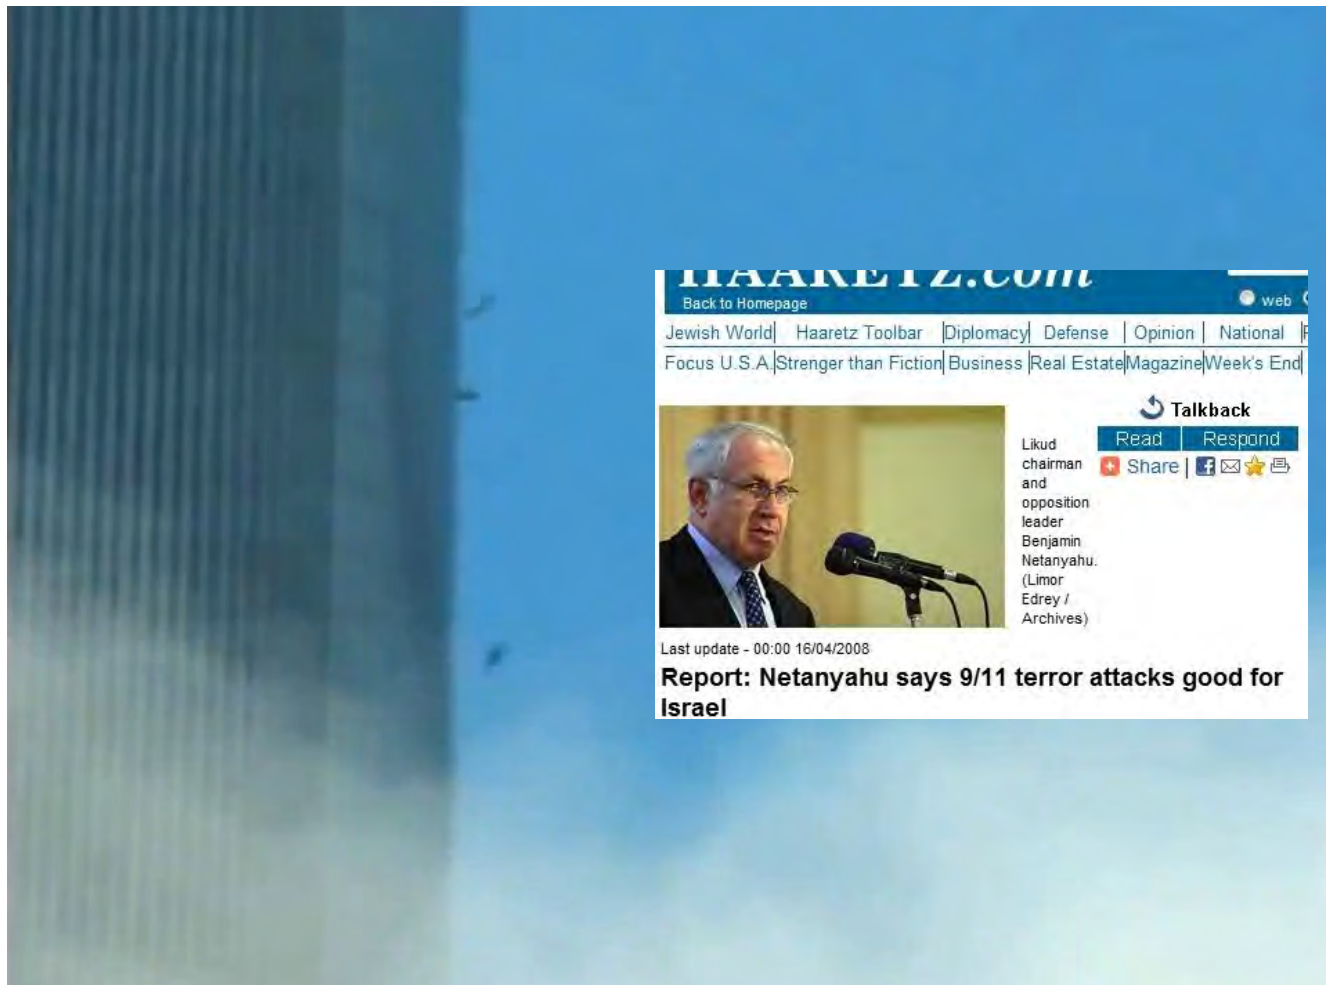 HAARETZ.com
Back to Homepage
web
Jewish World| Haaretz Toolbar |Diplomacy| Defense | Opinion | National |
Focus U.S.A.|Strenger than Fiction| Business |Real Estate|Magazine|Week's End|
Talkback
Read | Respond
Share |
Likud
chairman
and
opposition
leader
Benjamin
Netanyahu.
(Limor
Edrey /
Archives)
Last update - 00:00 16/04/2008
Report: Netanyahu says 9/11 terror attacks good for
Israel